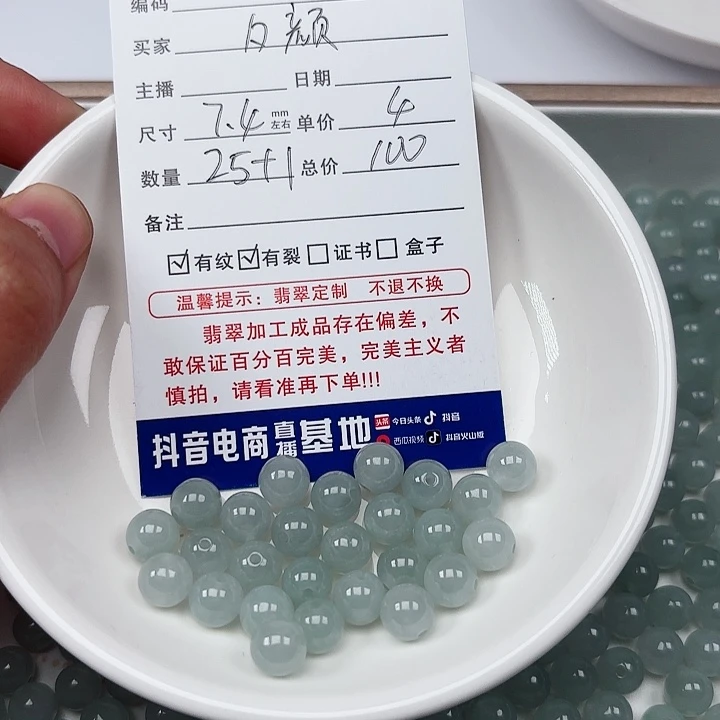 编码
买家 白颜
主播 日期
尺寸 7.4 mm左右 单价 4
数量 25+1 总价 100
备注
☑有纹☑有裂☐证书☐盒子
温馨提示：翡翠定制 不退不换
翡翠加工成品存在偏差，不
敢保证百分百完美，完美主义者
慎拍，请看准再下单!!!
抖音电商直播基地 头条 今日头条 抖音
西瓜视频 抖音火山版